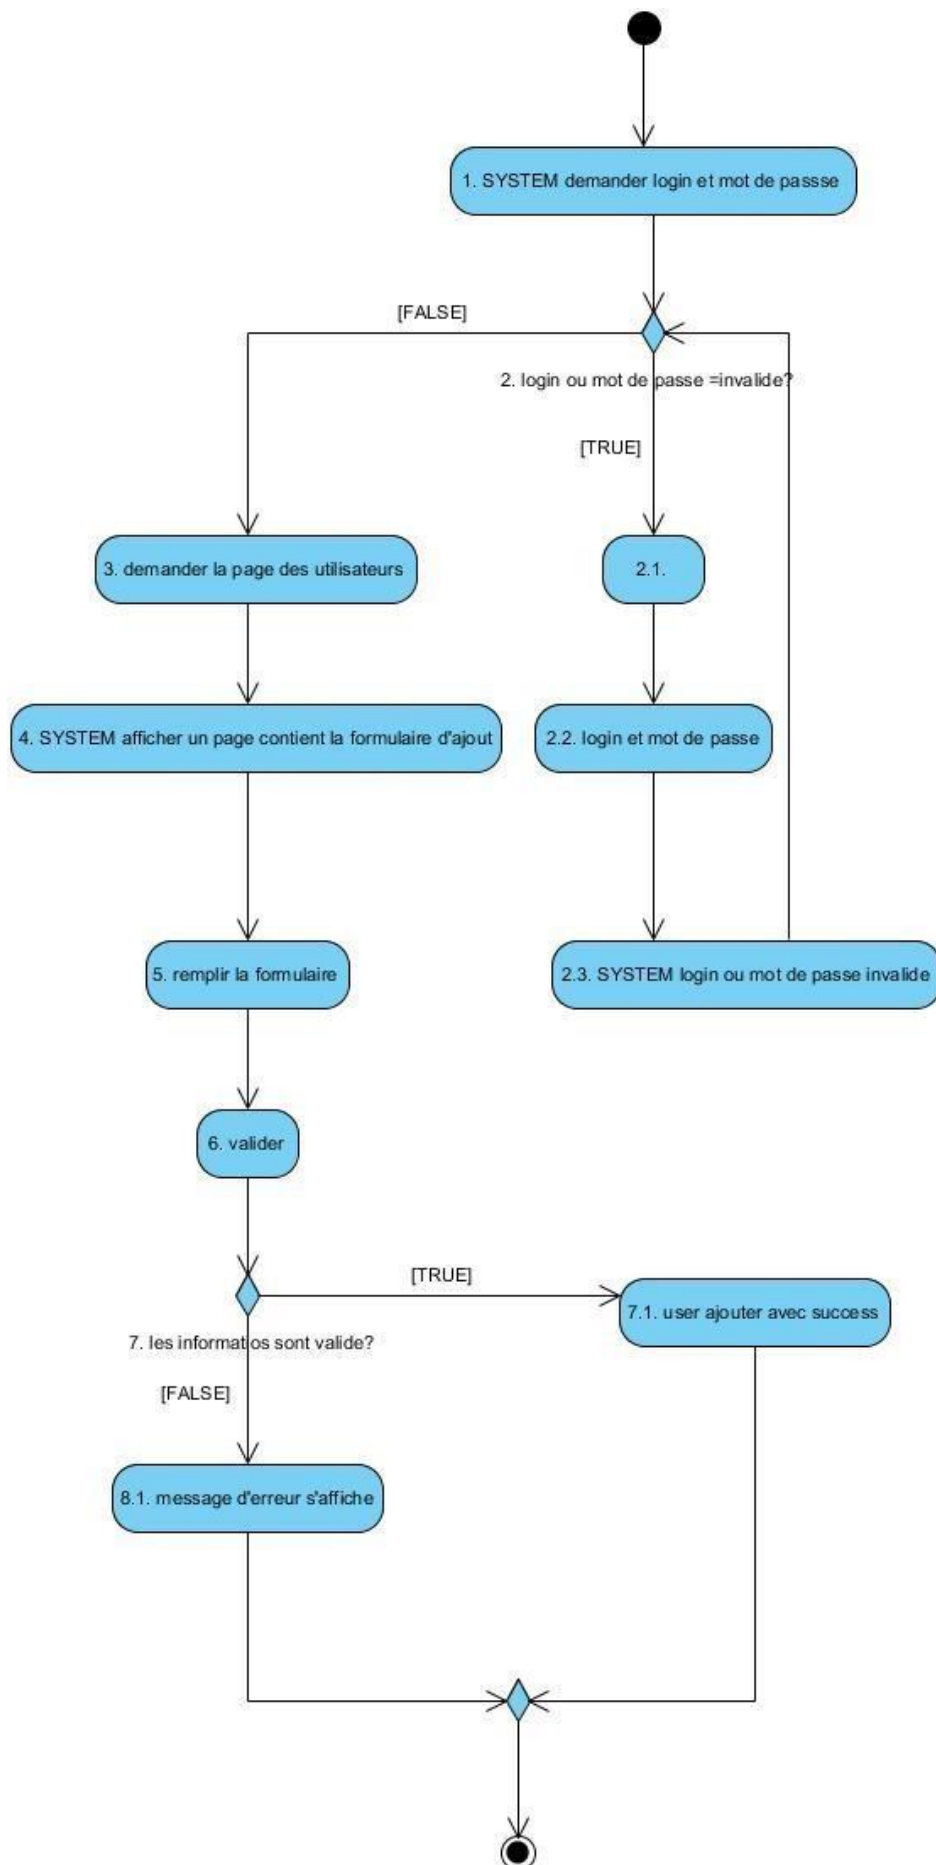 1. SYSTEM demander login et mot de passse
[FALSE]
2. login ou mot de passe =invalide?
[TRUE]
3. demander la page des utilisateurs
2.1.
4. SYSTEM afficher un page contient la formulaire d'ajout
2.2. login et mot de passe
5. remplir la formulaire
2.3. SYSTEM login ou mot de passe invalide
6. valider
[TRUE]
7.1. user ajouter avec success
7. les informatios sont valide?
[FALSE]
8.1. message d'erreur s'affiche